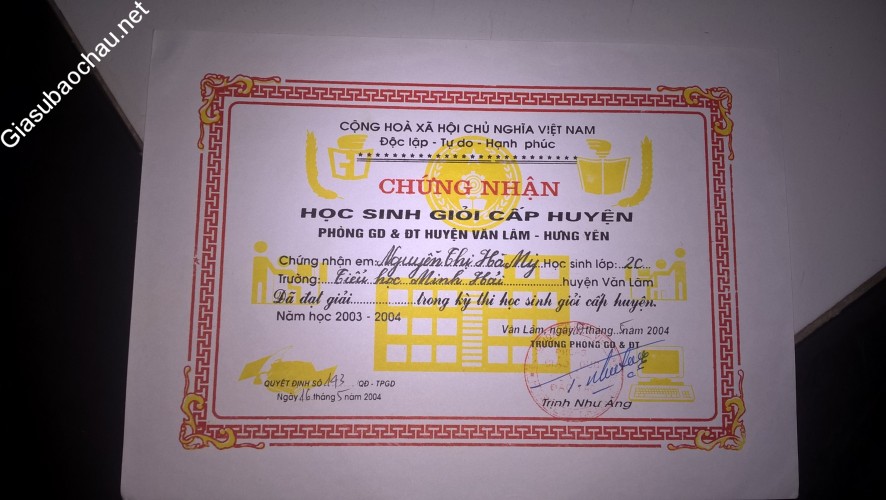 Giasubaochau.net
CỘNG HOÀ XÃ HỘI CHỦ NGHĨA VIỆT NAM
Độc lập - Tự do - Hạnh phúc
CHỨNG NHẬN
HỌC SINH GIỎI CẤP HUYỆN
PHÒNG GD & ĐT HUYỆN VĂN LÂM - HƯNG YÊN
Chứng nhận em: Nguyễn Thị Hà My Học sinh lớp: 2C
Trường: Tiểu học Minh Hải huyện Văn Lâm
Đã đạt giải trong kỳ thi học sinh giỏi cấp huyện.
Năm học 2003 - 2004
Văn Lâm, ngày tháng 5 năm 2004
TRƯỞNG PHÒNG GD & ĐT
QUYẾT ĐỊNH SỐ 143 QĐ - TPGD
Ngày 16 tháng 5 năm 2004
Trịnh Như Ăng